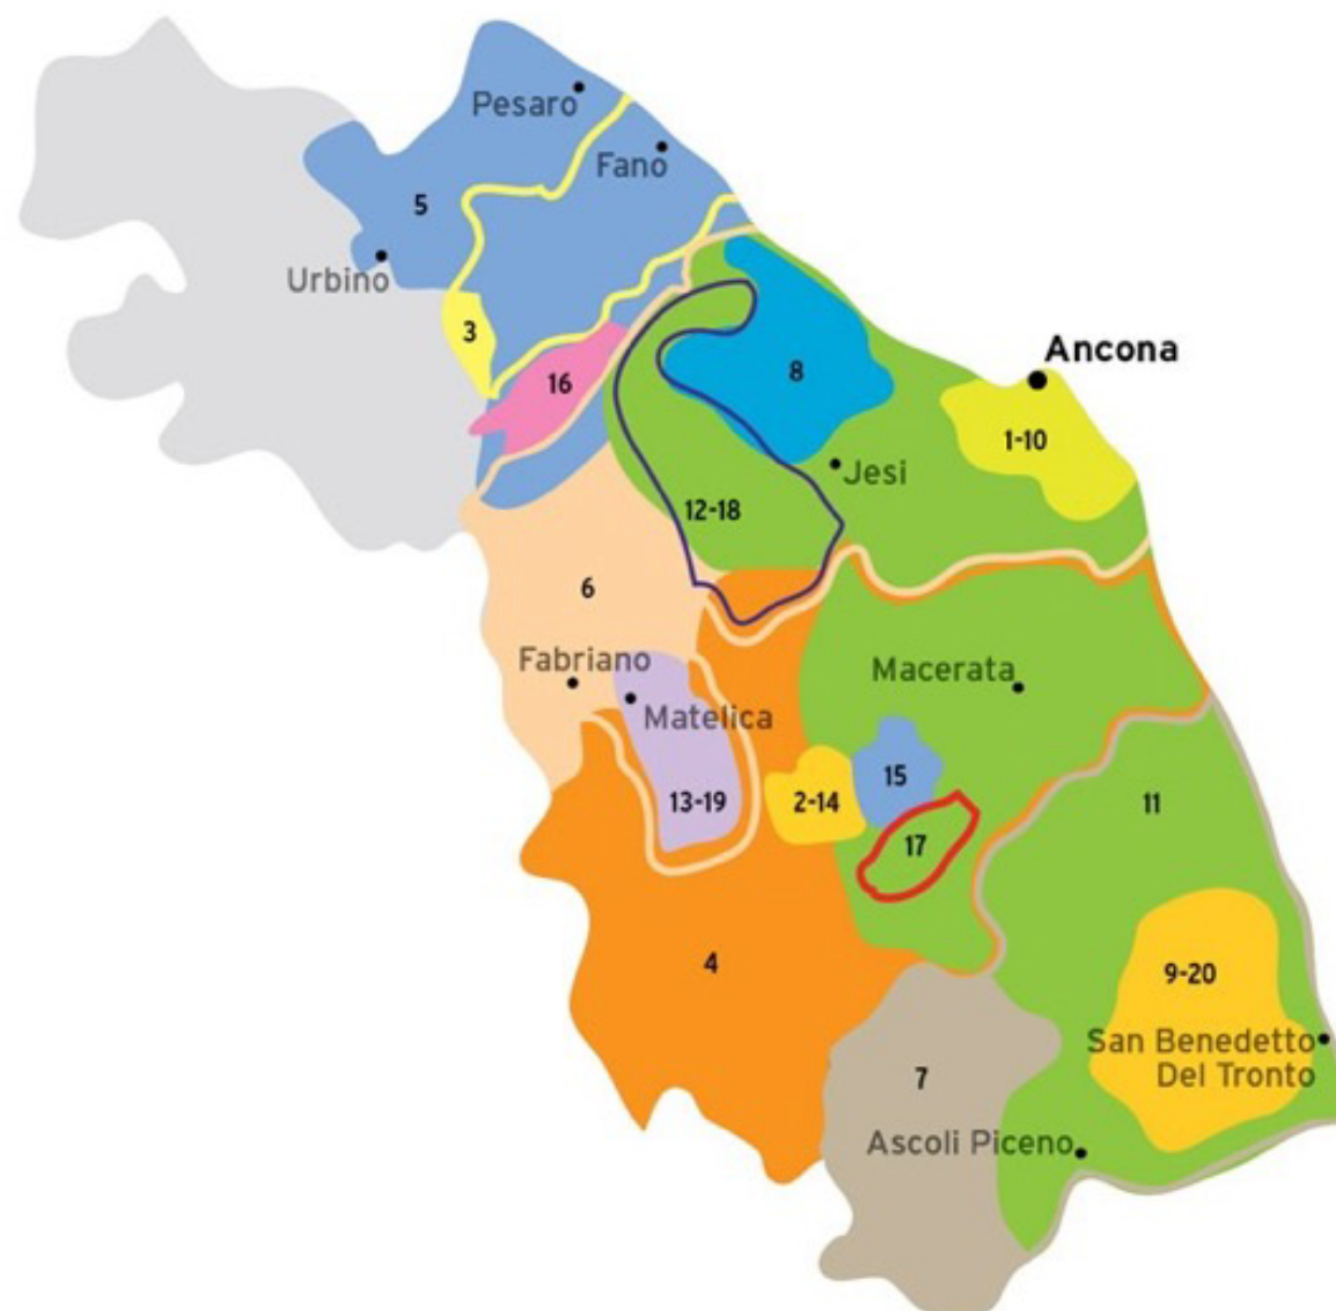 Pesaro
Fano
5
Urbino
3
16
8
Ancona
1-10
Jesi
12-18
6
Fabriano
Matelica
Macerata
13-19
2-14
15
11
17
4
9-20
San Benedetto
Del Tronto
7
Ascoli Piceno